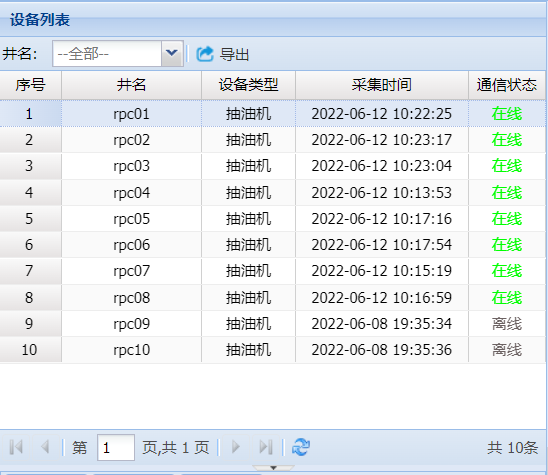 设备列表
井名: --全部-- 导出
序号 井名 设备类型 采集时间 通信状态
1 rpc01 抽油机 2022-06-12 10:22:25 在线
2 rpc02 抽油机 2022-06-12 10:23:17 在线
3 rpc03 抽油机 2022-06-12 10:23:04 在线
4 rpc04 抽油机 2022-06-12 10:13:53 在线
5 rpc05 抽油机 2022-06-12 10:17:16 在线
6 rpc06 抽油机 2022-06-12 10:17:54 在线
7 rpc07 抽油机 2022-06-12 10:15:19 在线
8 rpc08 抽油机 2022-06-12 10:16:59 在线
9 rpc09 抽油机 2022-06-08 19:35:34 离线
10 rpc10 抽油机 2022-06-08 19:35:36 离线
第 1 页,共 1 页 共 10条